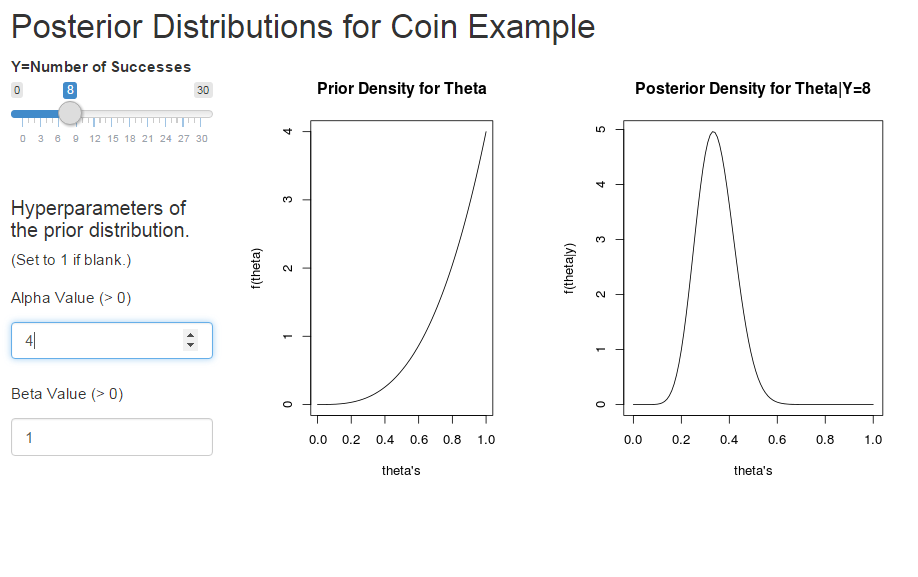 Posterior Distributions for Coin Example
Y=Number of Successes
0 8 30
0 3 6 9 12 15 18 21 24 27 30
Hyperparameters of
the prior distribution.
(Set to 1 if blank.)
Alpha Value (> 0)
4
Beta Value (> 0)
1
Prior Density for Theta
f(theta)
4
3
2
1
0
0.0 0.2 0.4 0.6 0.8 1.0
theta's
Posterior Density for Theta|Y=8
f(theta|y)
5
4
3
2
1
0
0.0 0.2 0.4 0.6 0.8 1.0
theta's